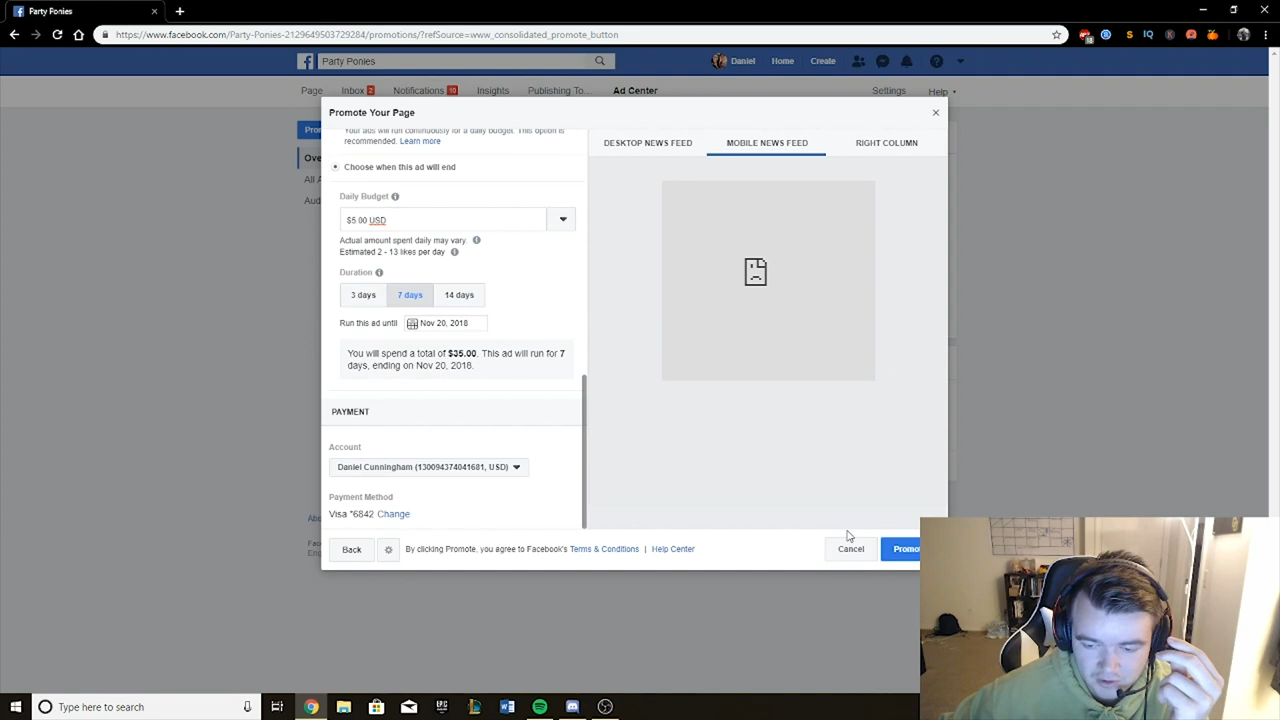 Party Ponies
https://www.facebook.com/Party-Ponies-2129649503729284/promotions/?refSource=www_consolidated_promote_button
Party Ponies
Daniel
Home
Create
Page
Inbox 2
Notifications 10
Insights
Publishing To...
Ad Center
Settings
Help
Promote Your Page
Your ads will run continuously for a daily budget. This option is
recommended. Learn more
Choose when this ad will end
Daily Budget
$5.00 USD
Actual amount spent daily may vary.
Estimated 2 - 13 likes per day
Duration
3 days
7 days
14 days
Run this ad until
Nov 20, 2018
You will spend a total of $35.00. This ad will run for 7
days, ending on Nov 20, 2018.
PAYMENT
Account
Daniel Cunningham (130094374041681, USD)
Payment Method
Visa *6842 Change
Back
By clicking Promote, you agree to Facebook's Terms & Conditions | Help Center
Cancel
Promo
DESKTOP NEWS FEED
MOBILE NEWS FEED
RIGHT COLUMN
Pro
Ove
All A
Aud
Abo
Type here to search